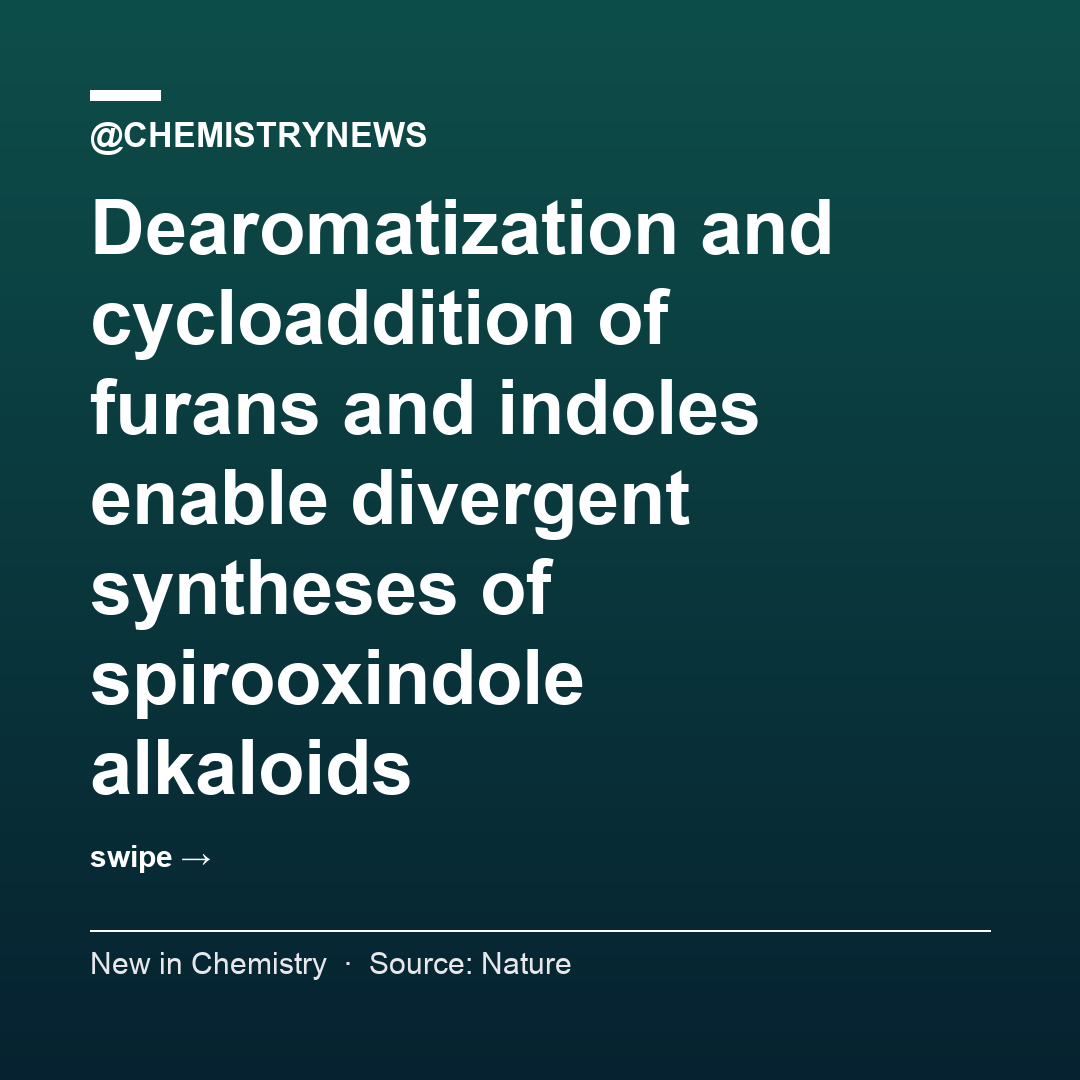 @CHEMISTRYNEWS
Dearomatization and
cycloaddition of
furans and indoles
enable divergent
syntheses of
spirooxindole
alkaloids
swipe →
New in Chemistry · Source: Nature